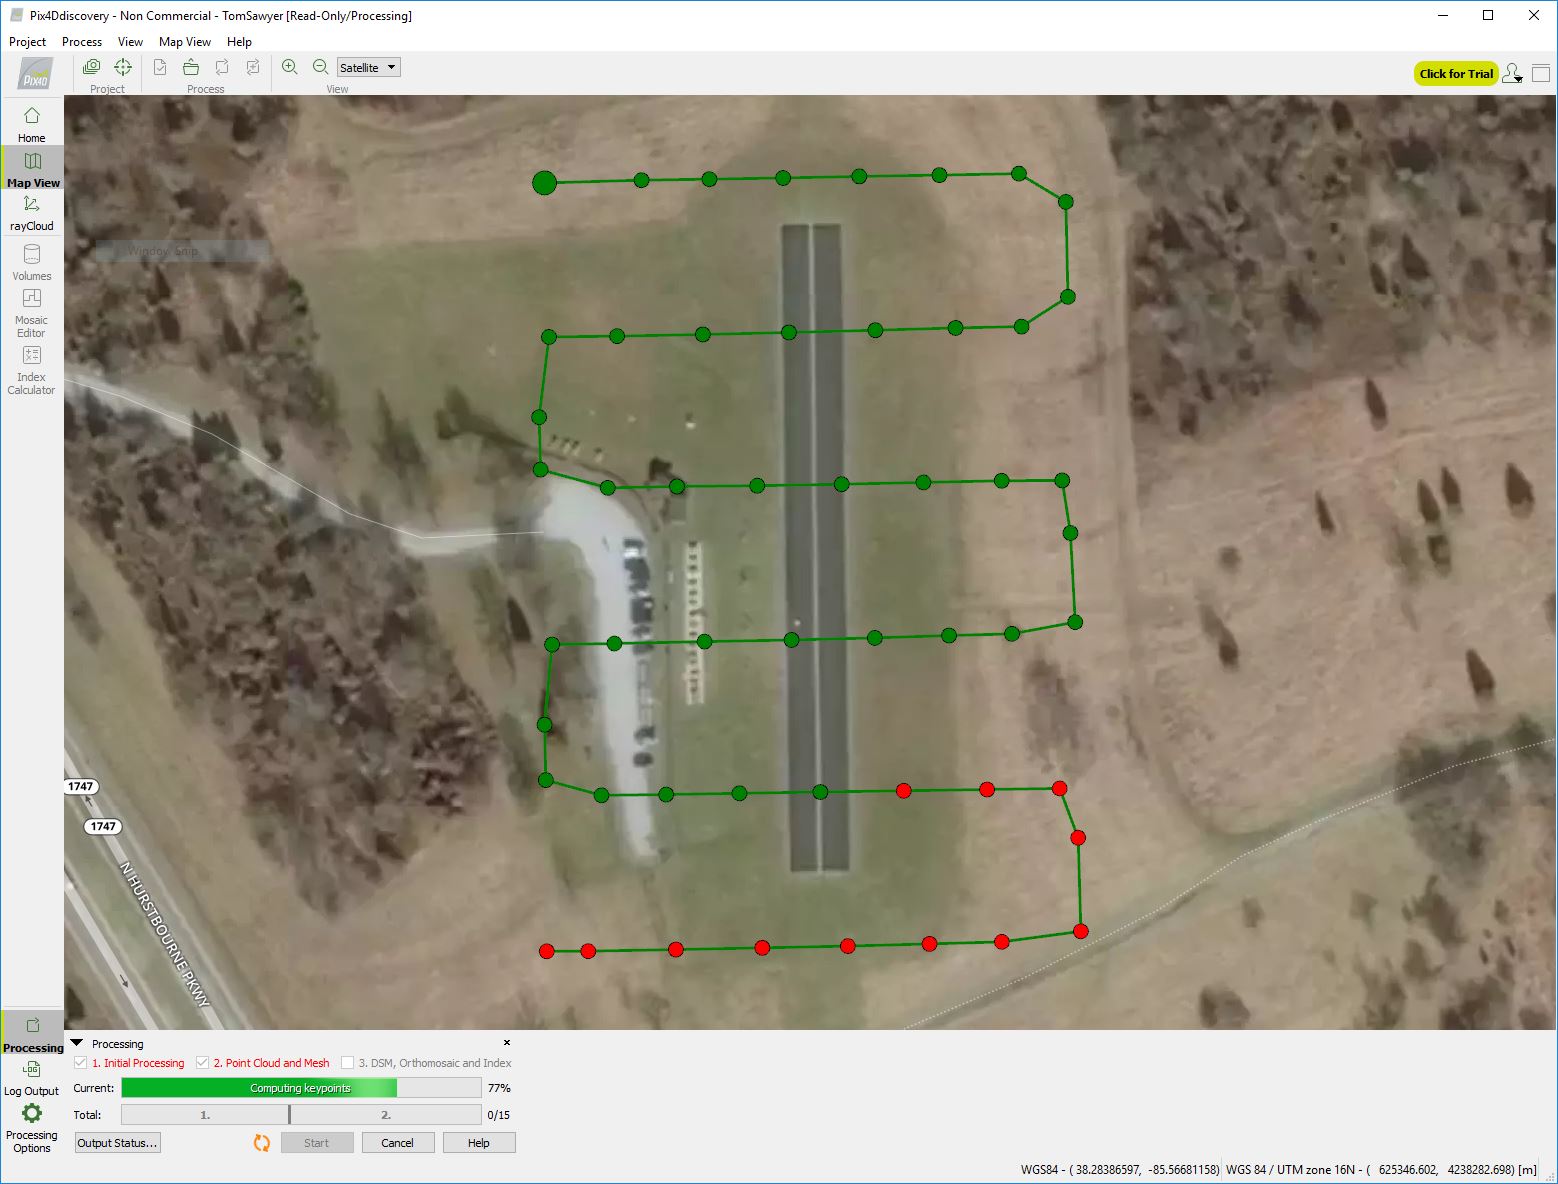 Pix4Ddiscovery - Non Commercial - TomSawyer [Read-Only/Processing]
Project Process View Map View Help
PIX4D
Satellite
Project Process View
Click for Trial
Home
Map View
rayCloud
Window Snip
Volumes
Mosaic
Editor
Index
Calculator
1747
1747
N HURSTBOURNE PKWY
Processing
Log Output
Processing
Options
Processing
1. Initial Processing 2. Point Cloud and Mesh 3. DSM, Orthomosaic and Index
Current: Computing keypoints 77%
Total: 1. 2. 0/15
Output Status... Start Cancel Help
WGS84 - ( 38.28386597, -85.56681158) WGS 84 / UTM zone 16N - ( 625346.602, 4238282.698) [m]